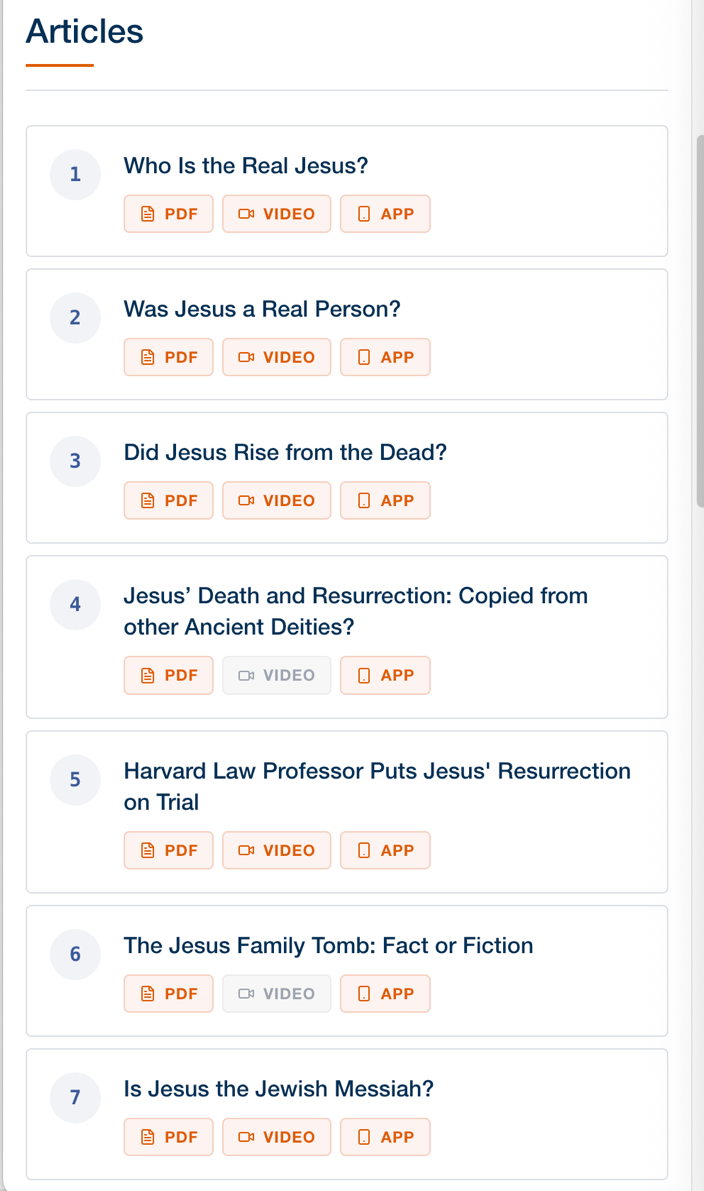 Articles
1
Who Is the Real Jesus?
PDF VIDEO APP
2
Was Jesus a Real Person?
PDF VIDEO APP
3
Did Jesus Rise from the Dead?
PDF VIDEO APP
4
Jesus’ Death and Resurrection: Copied from
other Ancient Deities?
PDF VIDEO APP
5
Harvard Law Professor Puts Jesus' Resurrection
on Trial
PDF VIDEO APP
6
The Jesus Family Tomb: Fact or Fiction
PDF VIDEO APP
7
Is Jesus the Jewish Messiah?
PDF VIDEO APP